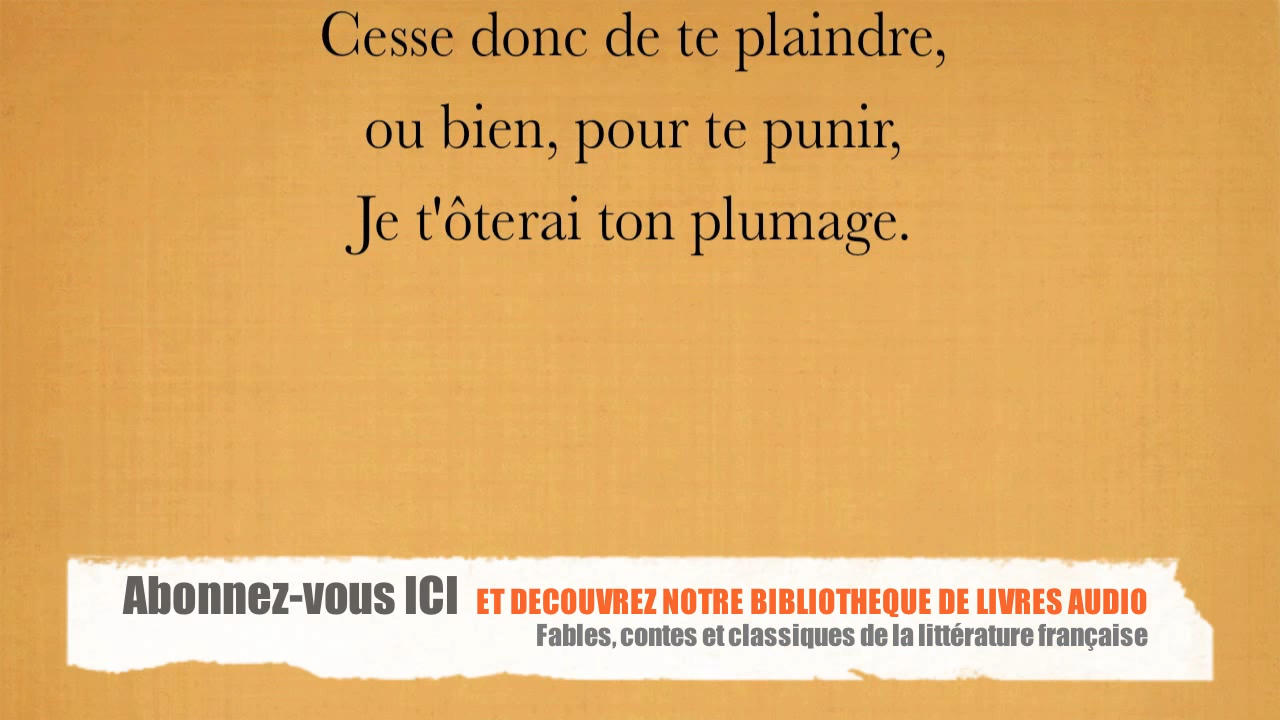 Cesse donc de te plaindre,
ou bien, pour te punir,
Je t'ôterai ton plumage.
Abonnez-vous ICI ET DECOUVREZ NOTRE BIBLIOTHEQUE DE LIVRES AUDIO
Fables, contes et classiques de la littérature française